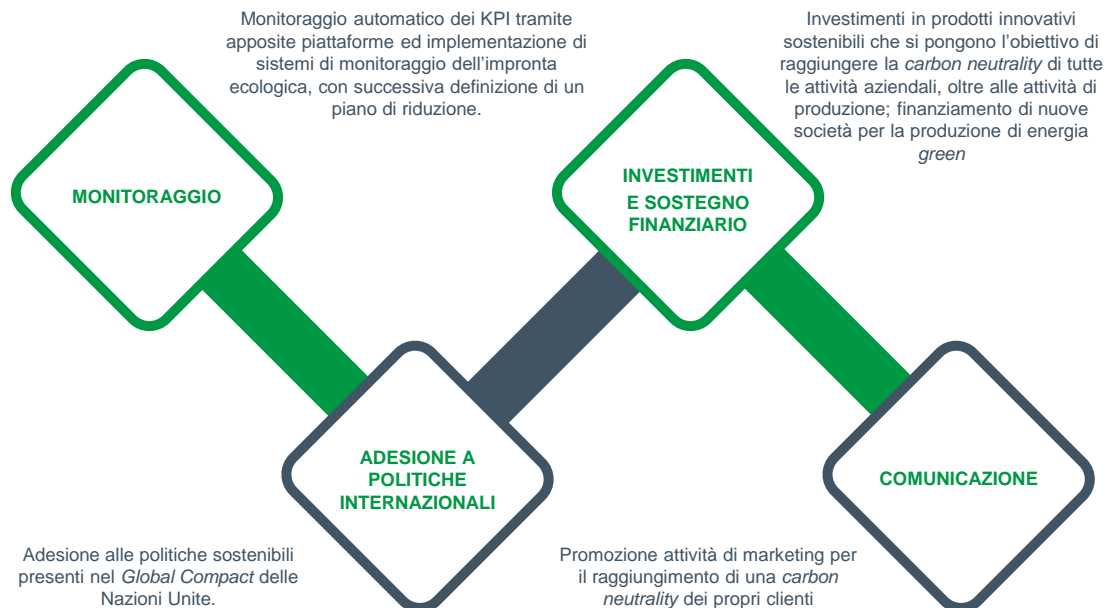 Monitoraggio automatico dei KPI tramite
apposite piattaforme ed implementazione di
sistemi di monitoraggio dell'impronta
ecologica, con successiva definizione di un
piano di riduzione.
Investimenti in prodotti innovativi
sostenibili che si pongono l'obiettivo di
raggiungere la carbon neutrality di tutte
le attività aziendali, oltre alle attività di
produzione; finanziamento di nuove
società per la produzione di energia
green
MONITORAGGIO
INVESTIMENTI
E SOSTEGNO
FINANZIARIO
ADESIONE A
POLITICHE
INTERNAZIONALI
COMUNICAZIONE
Adesione alle politiche sostenibili
presenti nel Global Compact delle
Nazioni Unite.
Promozione attività di marketing per
il raggiungimento di una carbon
neutrality dei propri clienti